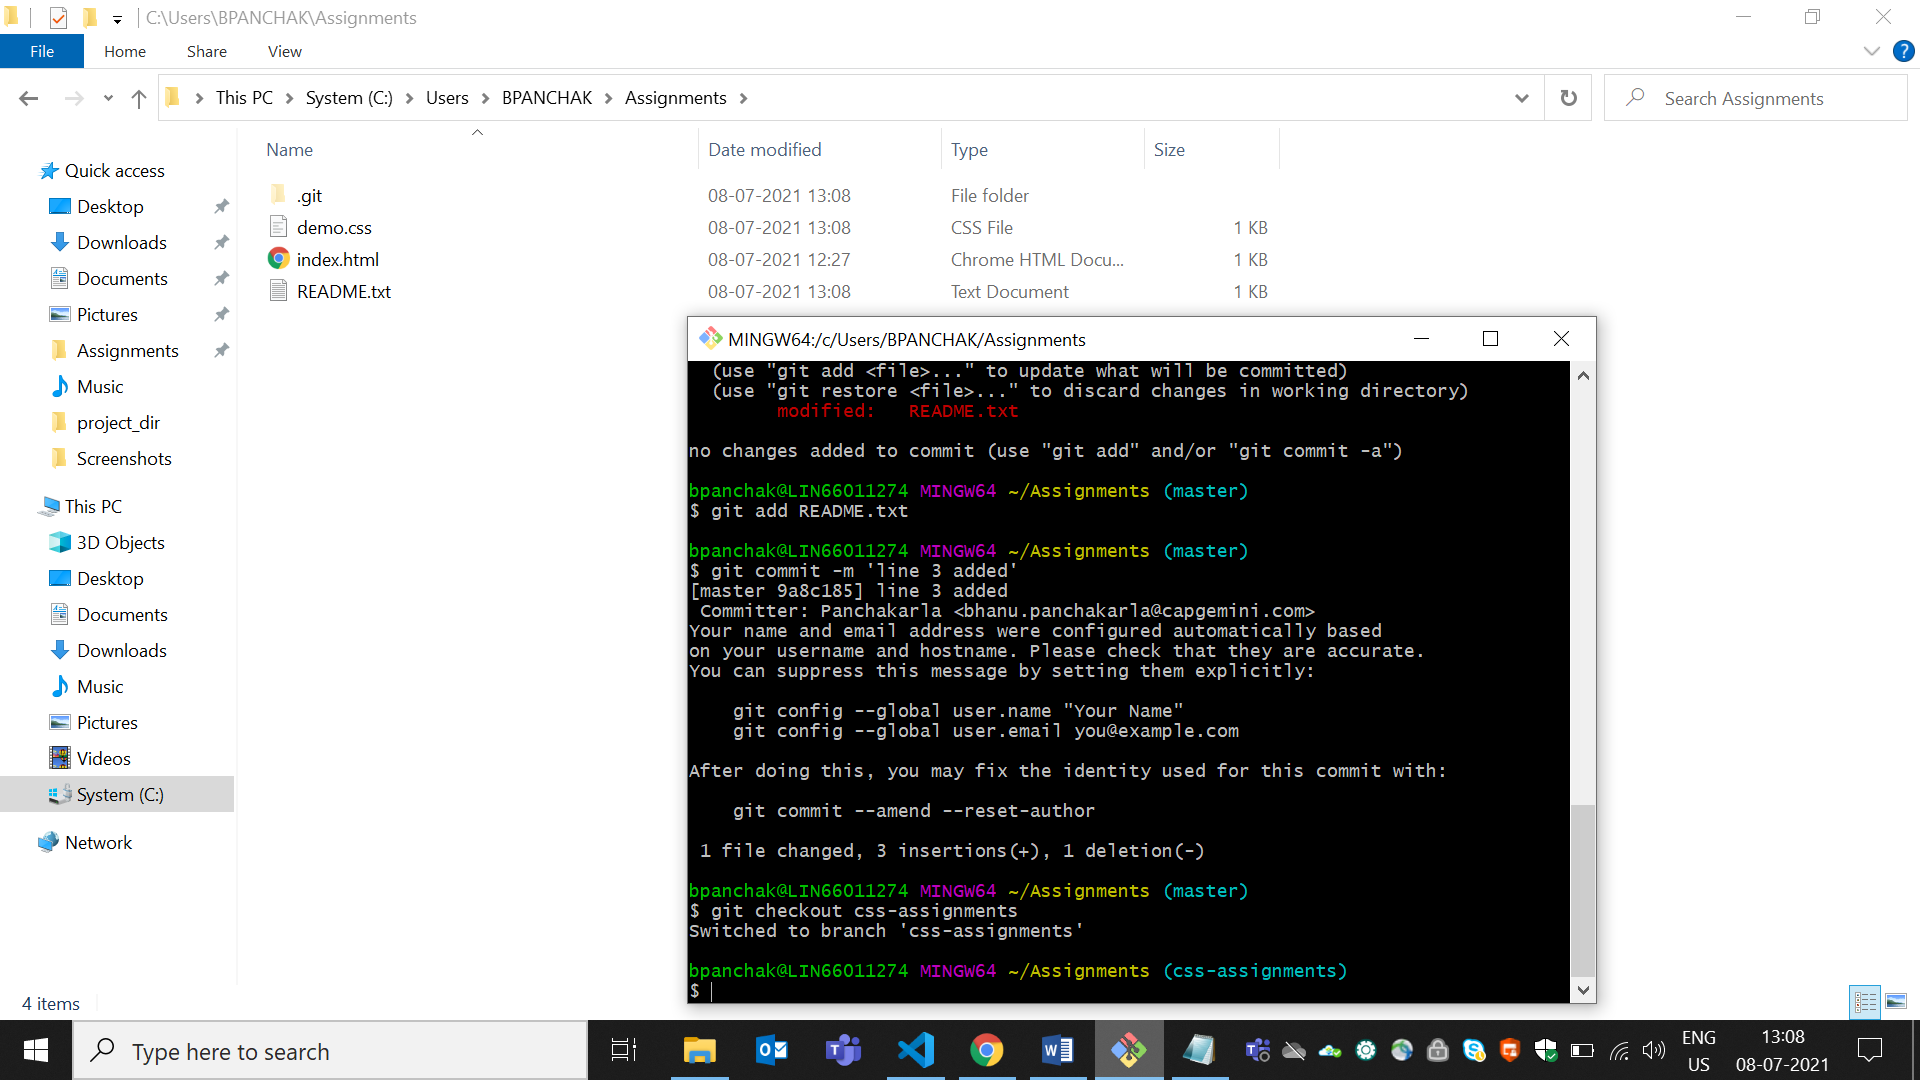 C:\Users\BPANCHAK\Assignments
File Home Share View
This PC System (C:) Users BPANCHAK Assignments
Search Assignments
Name Date modified Type Size
.git 08-07-2021 13:08 File folder
demo.css 08-07-2021 13:08 CSS File 1 KB
index.html 08-07-2021 12:27 Chrome HTML Docu... 1 KB
README.txt 08-07-2021 13:08 Text Document 1 KB
Quick access
Desktop
Downloads
Documents
Pictures
Assignments
Music
project_dir
Screenshots
This PC
3D Objects
Desktop
Documents
Downloads
Music
Pictures
Videos
System (C:)
Network
4 items
MINGW64:/c/Users/BPANCHAK/Assignments
(use "git add <file>..." to update what will be committed)
(use "git restore <file>..." to discard changes in working directory)
modified: README.txt
no changes added to commit (use "git add" and/or "git commit -a")
bpanchak@LIN66011274 MINGW64 ~/Assignments (master)
$ git add README.txt
bpanchak@LIN66011274 MINGW64 ~/Assignments (master)
$ git commit -m 'line 3 added'
[master 9a8c185] line 3 added
Committer: Panchakarla <bhanu.panchakarla@capgemini.com>
Your name and email address were configured automatically based
on your username and hostname. Please check that they are accurate.
You can suppress this message by setting them explicitly:
git config --global user.name "Your Name"
git config --global user.email you@example.com
After doing this, you may fix the identity used for this commit with:
git commit --amend --reset-author
1 file changed, 3 insertions(+), 1 deletion(-)
bpanchak@LIN66011274 MINGW64 ~/Assignments (master)
$ git checkout css-assignments
Switched to branch 'css-assignments'
bpanchak@LIN66011274 MINGW64 ~/Assignments (css-assignments)
$
Type here to search
ENG
US
13:08
08-07-2021